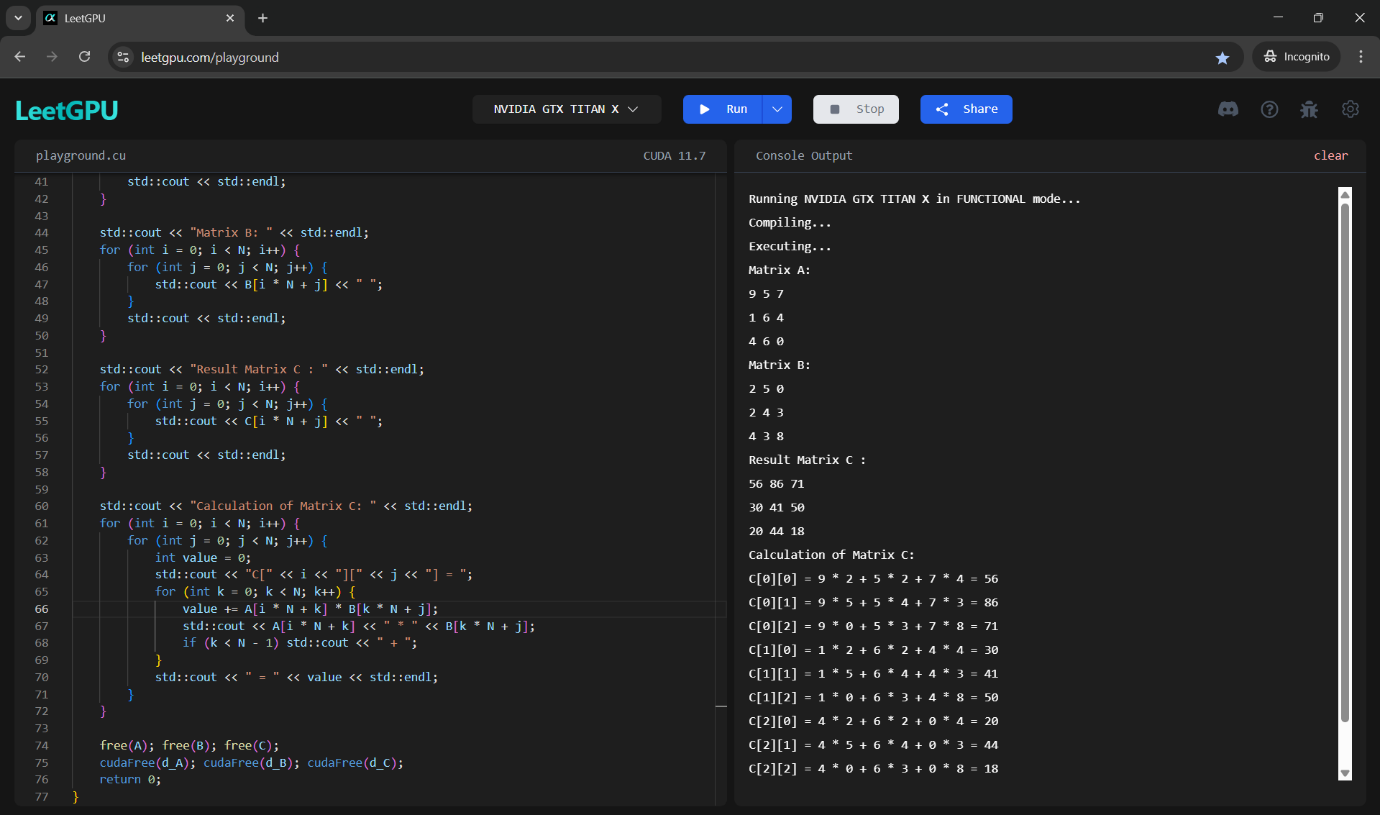 LeetGPU
leetgpu.com/playground
Incognito
LeetGPU
NVIDIA GTX TITAN X
Run
Stop
Share
playground.cu
CUDA 11.7
41 std::cout << std::endl;
42 }
43
44 std::cout << "Matrix B: " << std::endl;
45 for (int i = 0; i < N; i++) {
46 for (int j = 0; j < N; j++) {
47 std::cout << B[i * N + j] << " ";
48 }
49 std::cout << std::endl;
50 }
51
52 std::cout << "Result Matrix C : " << std::endl;
53 for (int i = 0; i < N; i++) {
54 for (int j = 0; j < N; j++) {
55 std::cout << C[i * N + j] << " ";
56 }
57 std::cout << std::endl;
58 }
59
60 std::cout << "Calculation of Matrix C: " << std::endl;
61 for (int i = 0; i < N; i++) {
62 for (int j = 0; j < N; j++) {
63 int value = 0;
64 std::cout << "C[" << i << "][" << j << "] = ";
65 for (int k = 0; k < N; k++) {
66 value += A[i * N + k] * B[k * N + j];
67 std::cout << A[i * N + k] << " * " << B[k * N + j];
68 if (k < N - 1) std::cout << " + ";
69 }
70 std::cout << " = " << value << std::endl;
71 }
72 }
73
74 free(A); free(B); free(C);
75 cudaFree(d_A); cudaFree(d_B); cudaFree(d_C);
76 return 0;
77 }
Console Output
clear
Running NVIDIA GTX TITAN X in FUNCTIONAL mode...
Compiling...
Executing...
Matrix A:
9 5 7
1 6 4
4 6 0
Matrix B:
2 5 0
2 4 3
4 3 8
Result Matrix C :
56 86 71
30 41 50
20 44 18
Calculation of Matrix C:
C[0][0] = 9 * 2 + 5 * 2 + 7 * 4 = 56
C[0][1] = 9 * 5 + 5 * 4 + 7 * 3 = 86
C[0][2] = 9 * 0 + 5 * 3 + 7 * 8 = 71
C[1][0] = 1 * 2 + 6 * 2 + 4 * 4 = 30
C[1][1] = 1 * 5 + 6 * 4 + 4 * 3 = 41
C[1][2] = 1 * 0 + 6 * 3 + 4 * 8 = 50
C[2][0] = 4 * 2 + 6 * 2 + 0 * 4 = 20
C[2][1] = 4 * 5 + 6 * 4 + 0 * 3 = 44
C[2][2] = 4 * 0 + 6 * 3 + 0 * 8 = 18